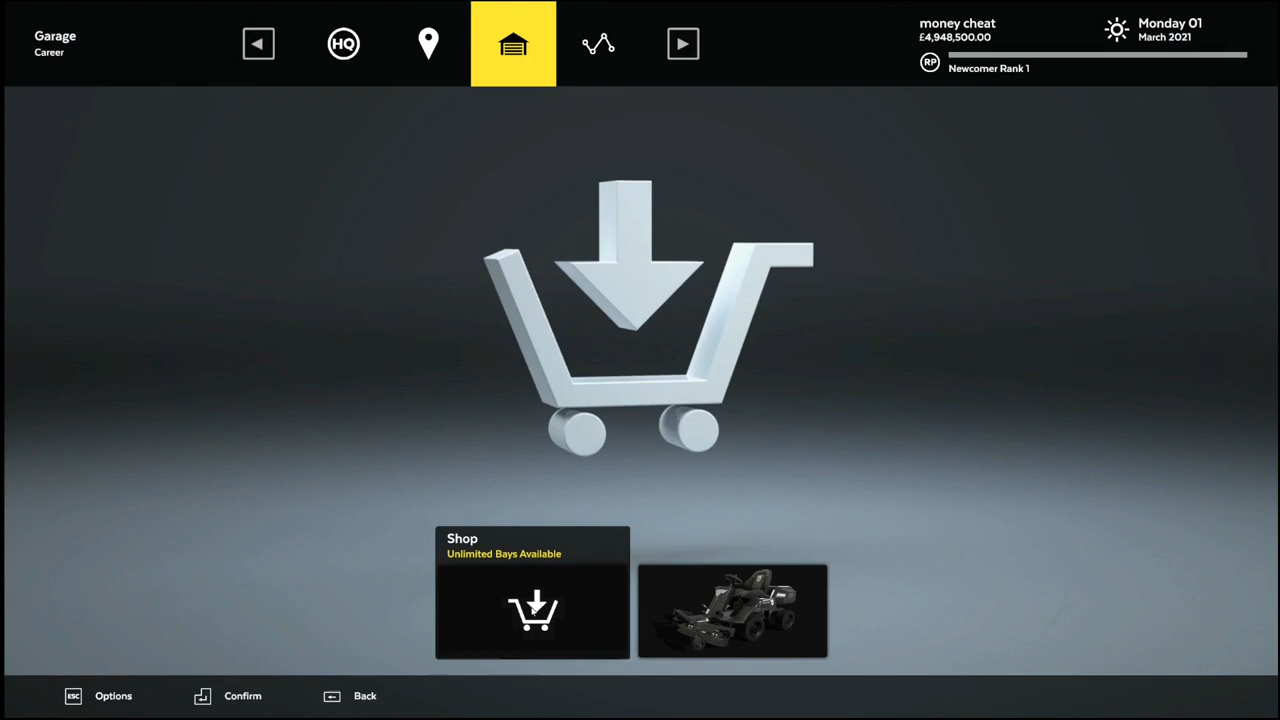 Garage
Career
HQ
money cheat
£4,948,500.00
Monday 01
March 2021
RP
Newcomer Rank 1
Shop
Unlimited Bays Available
ESC Options
Confirm
Back